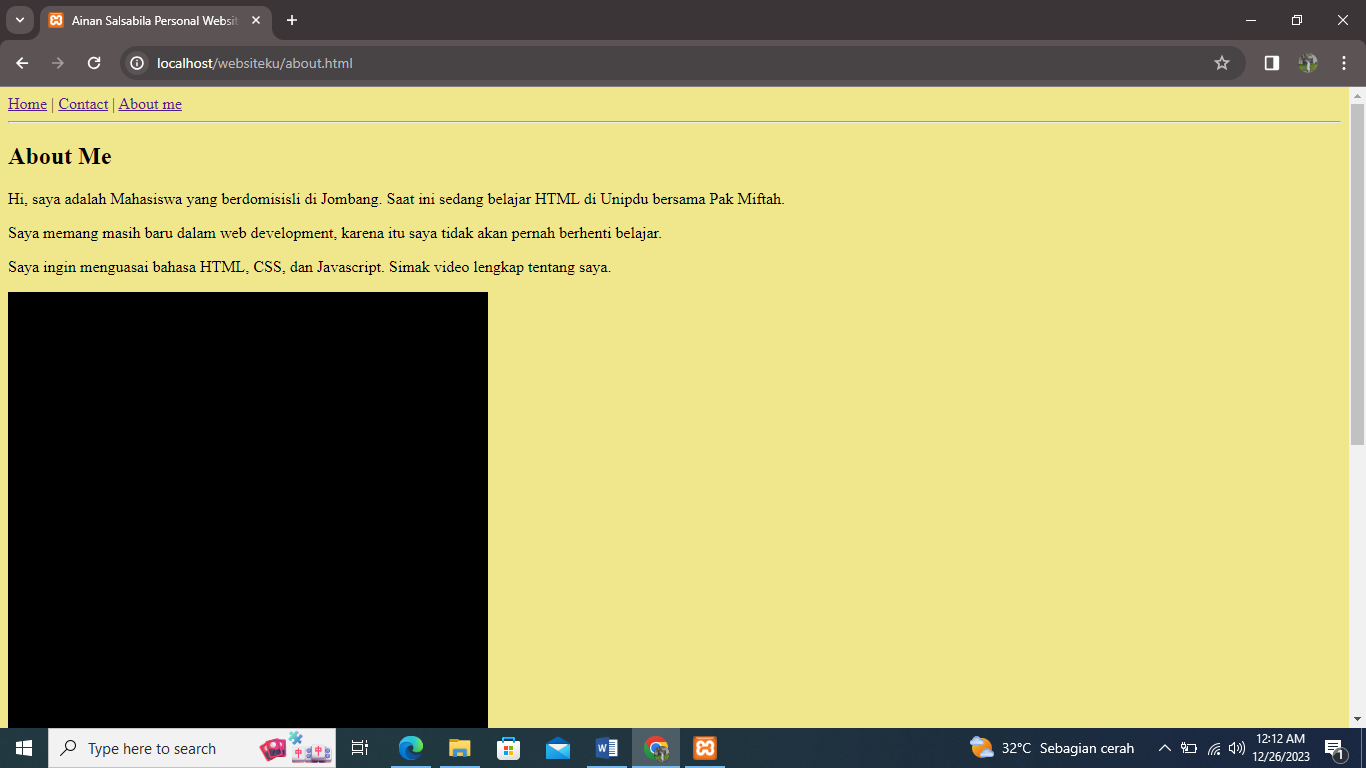 Ainan Salsabila Personal Websit
localhost/websiteku/about.html
Home | Contact | About me
About Me
Hi, saya adalah Mahasiswa yang berdomisisli di Jombang. Saat ini sedang belajar HTML di Unipdu bersama Pak Miftah.
Saya memang masih baru dalam web development, karena itu saya tidak akan pernah berhenti belajar.
Saya ingin menguasai bahasa HTML, CSS, dan Javascript. Simak video lengkap tentang saya.
Type here to search
32°C Sebagian cerah
12:12 AM
12/26/2023
1